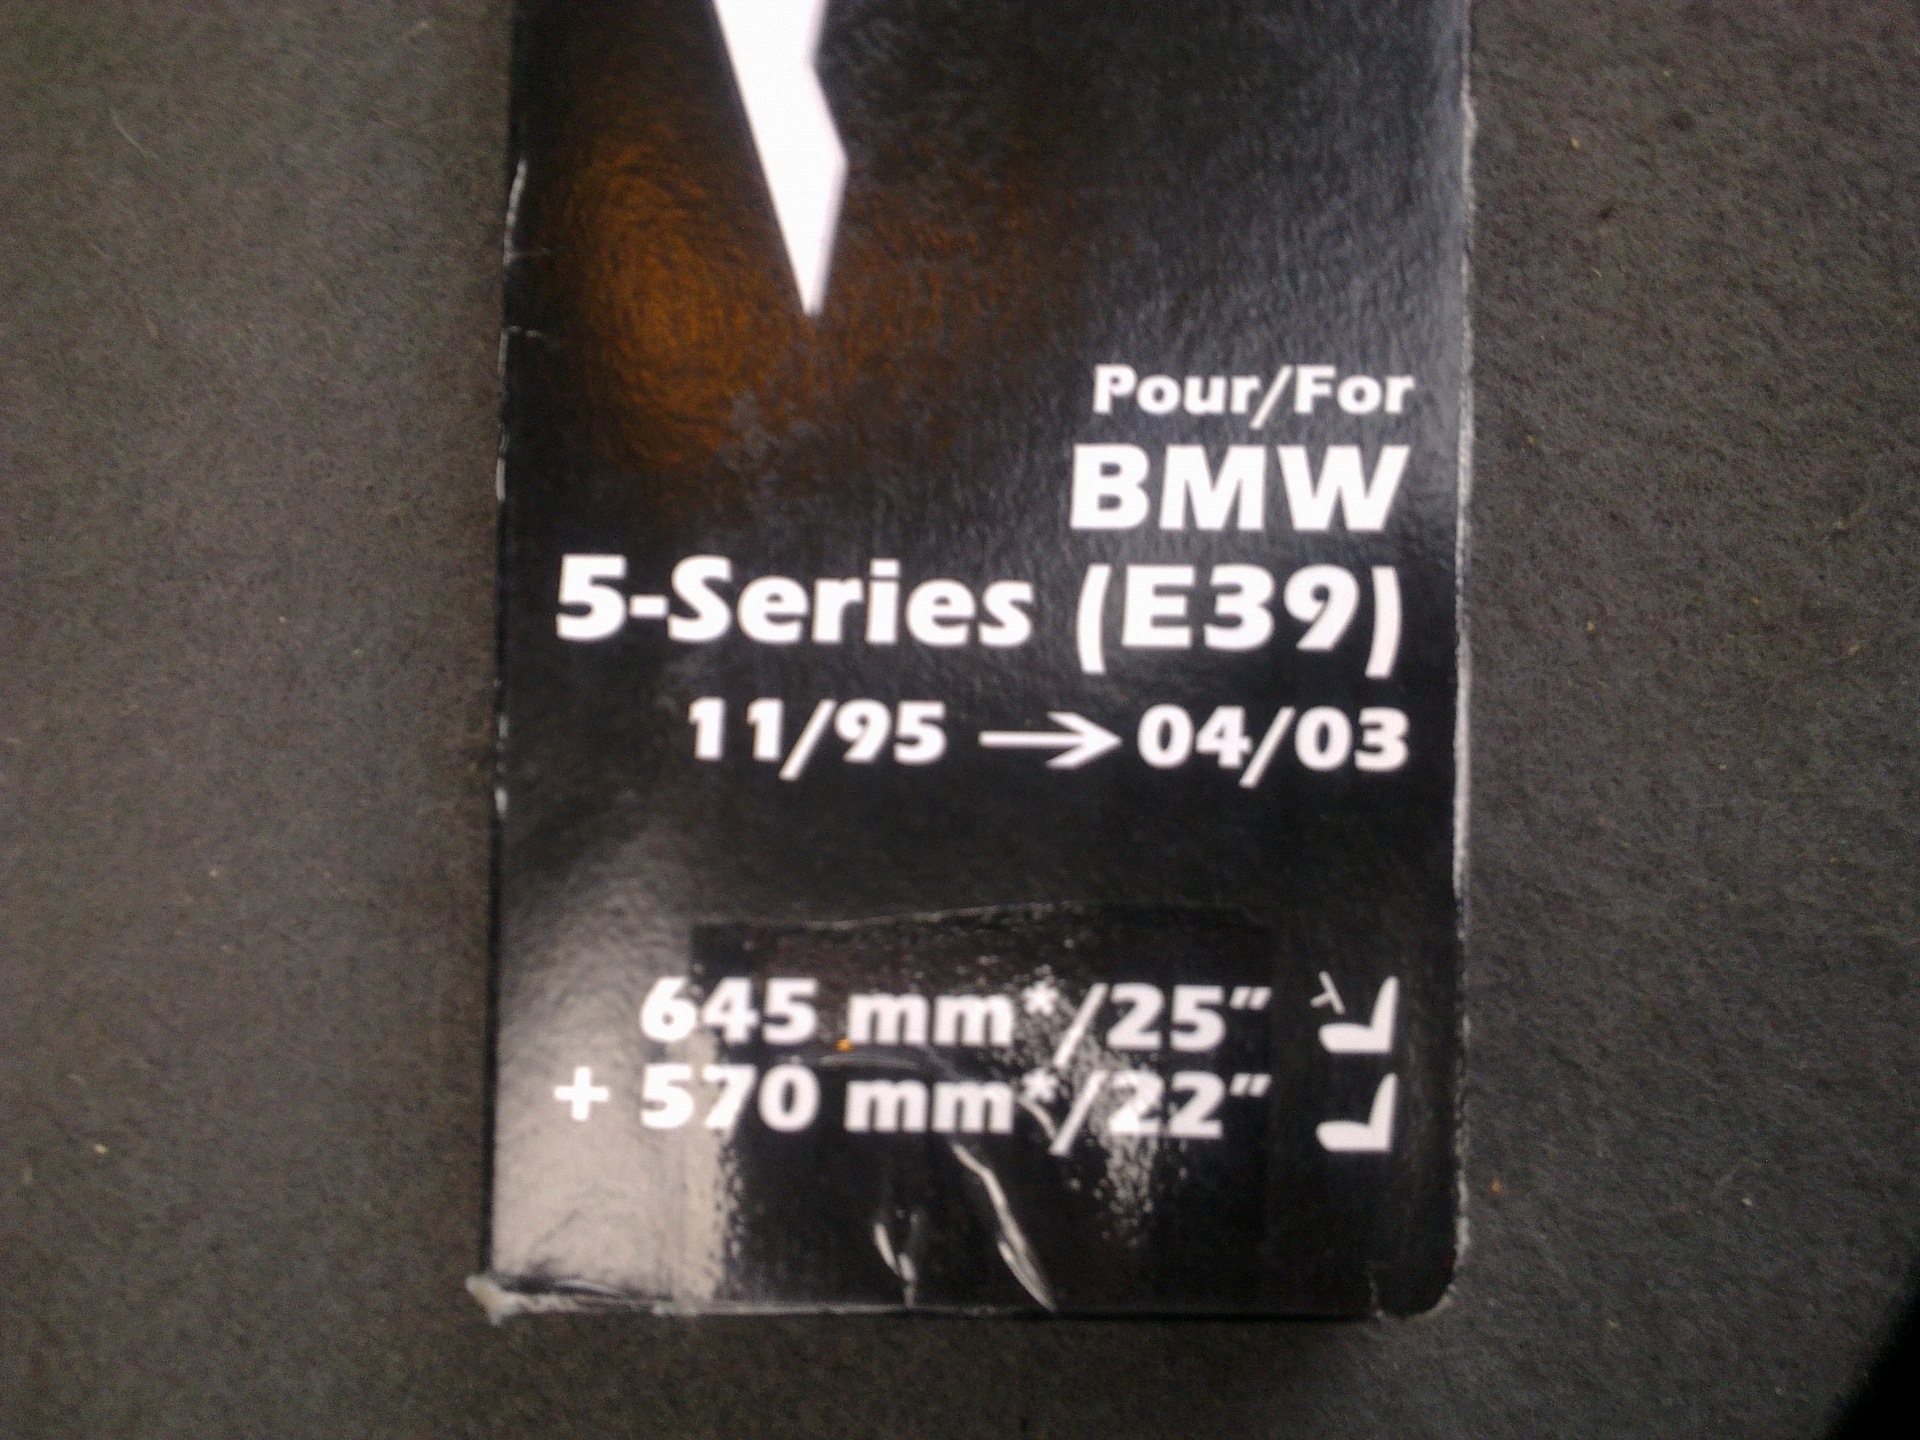 Pour/For
BMW
5-Series (E39)
11/95 → 04/03
645 mm*/25"
+ 570 mm*/22"